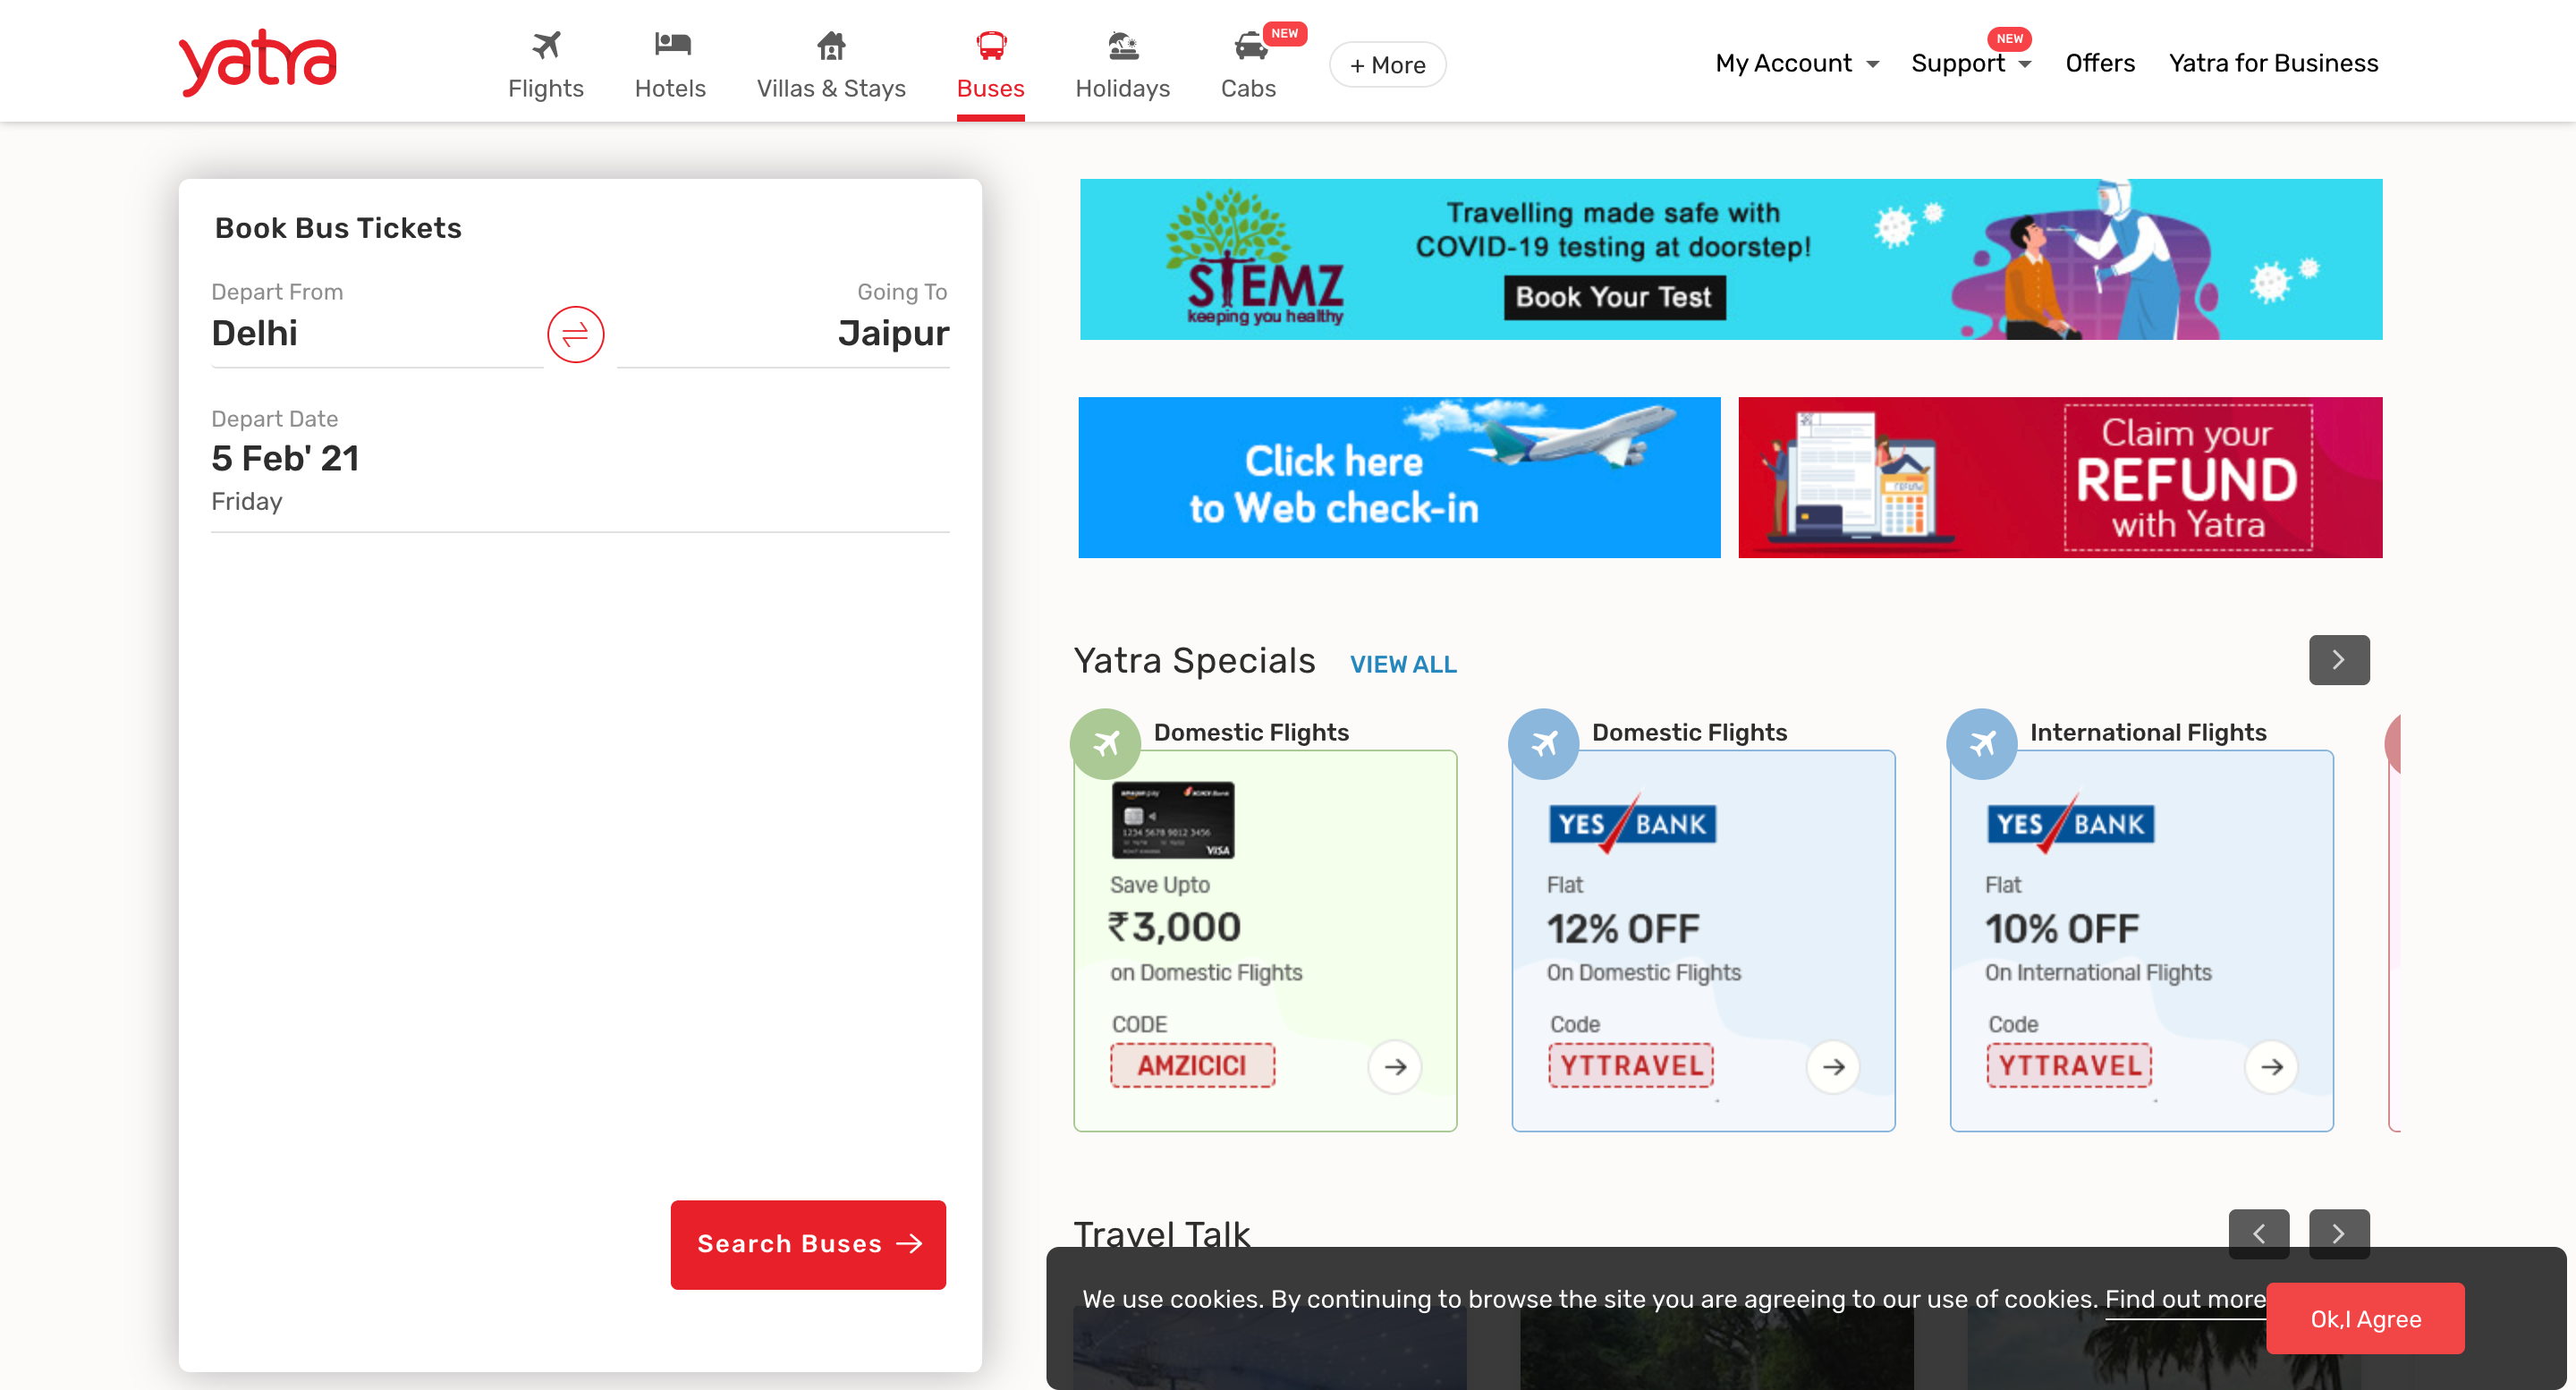 yatra
Flights
Hotels
Villas & Stays
Buses
Holidays
NEW
Cabs
+ More
My Account
NEW
Support
Offers
Yatra for Business
Book Bus Tickets
Depart From
Delhi
Going To
Jaipur
Depart Date
5 Feb' 21
Friday
Search Buses
STEMZ
keeping you healthy
Travelling made safe with
COVID-19 testing at doorstep!
Book Your Test
Click here
to Web check-in
Claim your
REFUND
with Yatra
Yatra Specials VIEW ALL
Domestic Flights
1234 5678 9012 3456
VISA
Save Upto
₹3,000
on Domestic Flights
CODE
AMZICICI
Domestic Flights
YES BANK
Flat
12% OFF
On Domestic Flights
Code
YTTRAVEL
International Flights
YES BANK
Flat
10% OFF
On International Flights
Code
YTTRAVEL
Travel Talk
We use cookies. By continuing to browse the site you are agreeing to our use of cookies. Find out more
Ok,I Agree